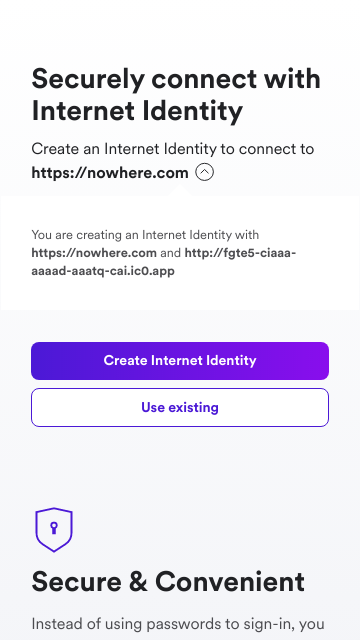 Securely connect with
Internet Identity
Create an Internet Identity to connect to
https://nowhere.com
You are creating an Internet Identity with
https://nowhere.com and http://fgte5-ciaaa-
aaaad-aaatq-cai.ic0.app
Create Internet Identity
Use existing
Secure & Convenient
Instead of using passwords to sign-in, you